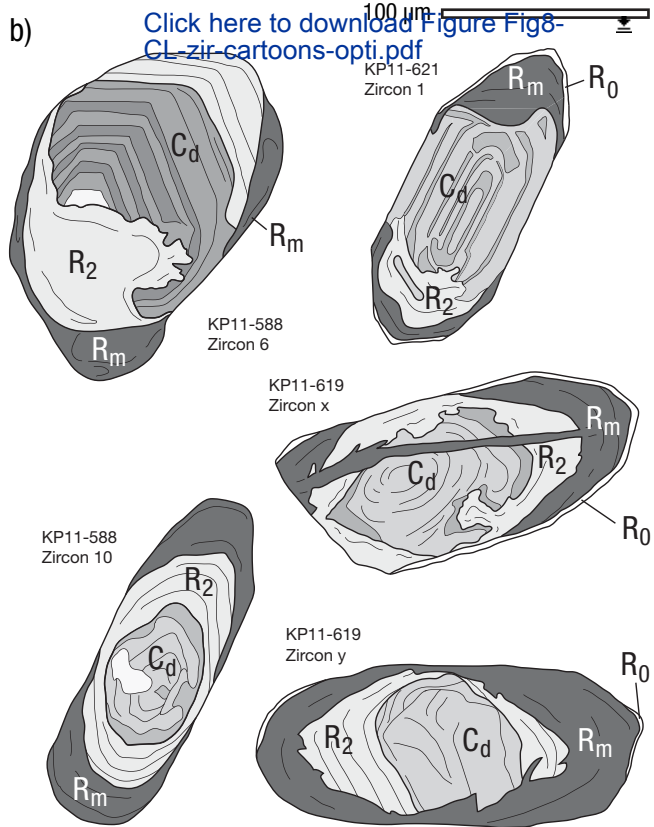 b)
Click here to download Figure Fig8-
CL-zir-cartoons-opti.pdf
100 µm
KP11-621
Zircon 1
Rm
R0
Cd
Cd
R2
Rm
R2
Rm
KP11-588
Zircon 6
KP11-619
Zircon x
Rm
Cd
R2
R0
KP11-588
Zircon 10
R2
Cd
Rm
KP11-619
Zircon y
R0
R2
Cd
Rm